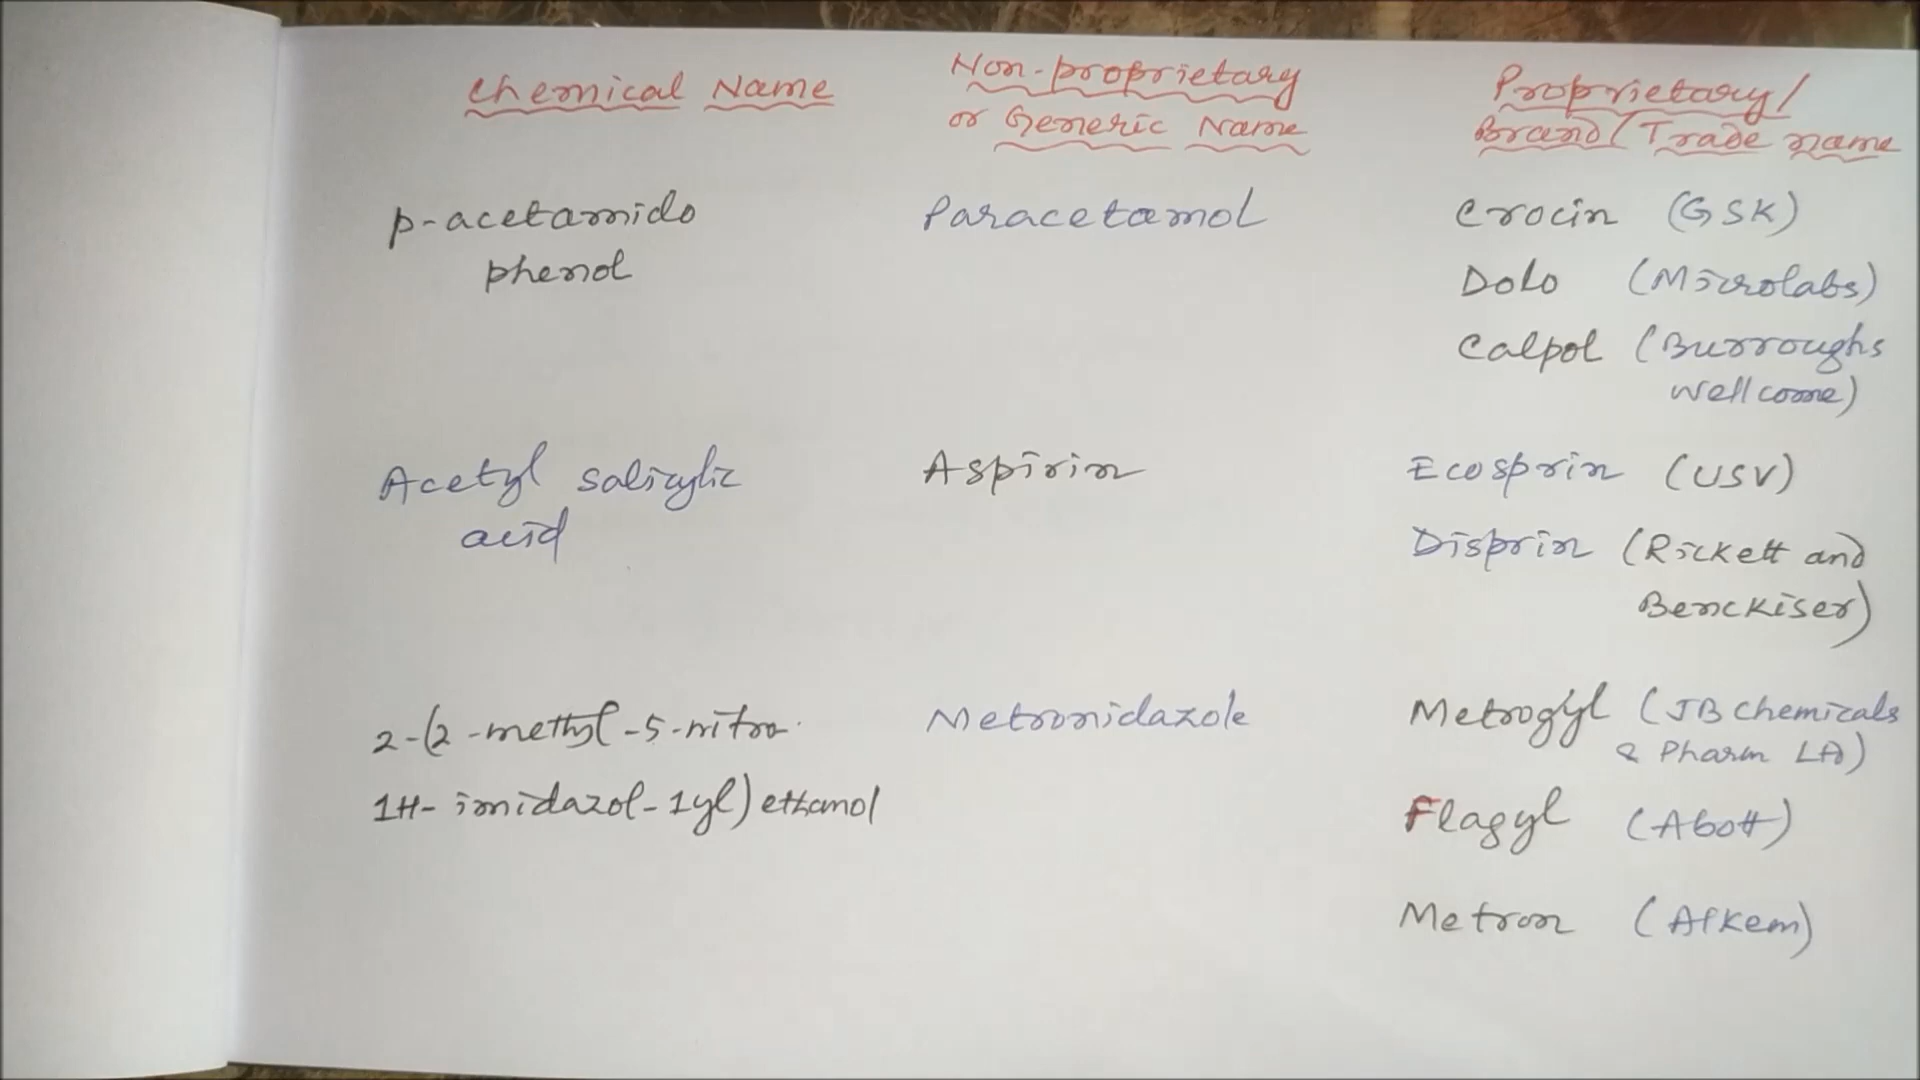 Chemical Name
Non-proprietary
or Generic Name
Proprietary/
Brand/Trade name
p-acetamido
phenol
Paracetamol
Crocin (GSK)
Dolo (Microlabs)
Calpol (Burroughs
wellcome)
Acetyl salicylic
acid
Aspirin
Ecosprin (USV)
Disprin (Rickett and
Benckiser)
2-(2-methyl-5-nitro
1H-imidazol-1yl) ethanol
Metronidazole
Metrogyl (JB Chemicals
& Pharm Ltd)
Flagyl (Abott)
Metron (Alkem)